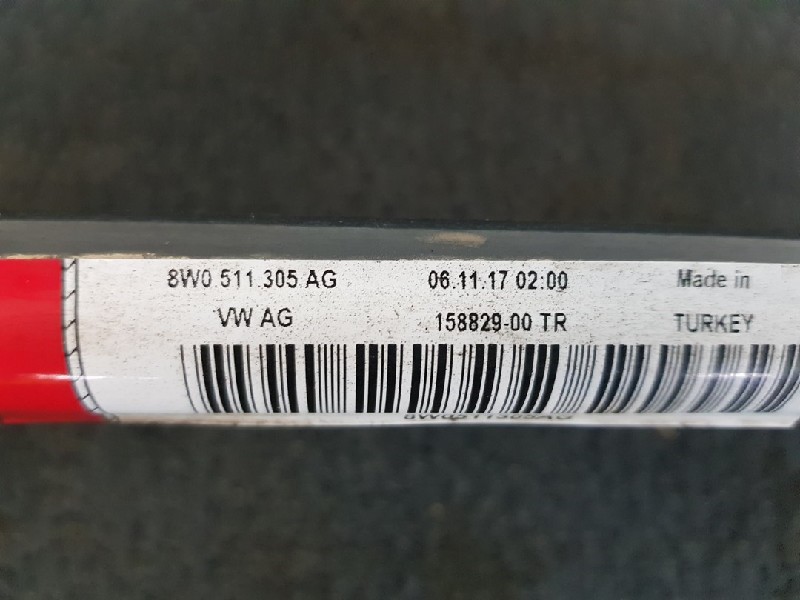 8W0 511 305 AG 06.11.17 02:00 Made in
VW AG 158829-00 TR TURKEY